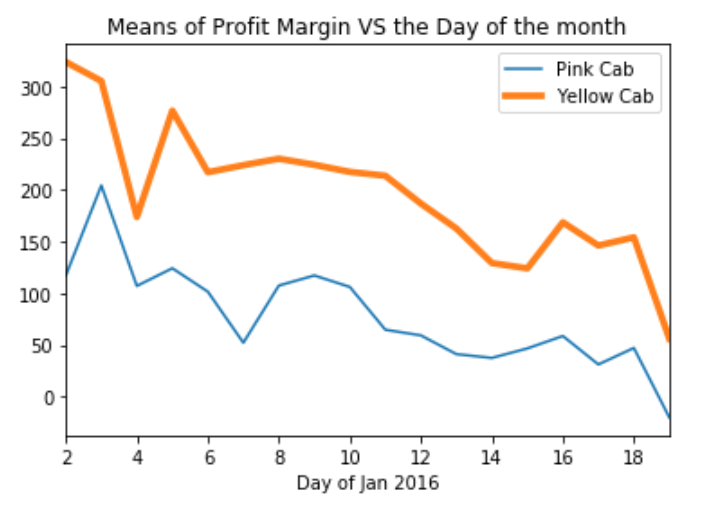 Means of Profit Margin VS the Day of the month
Pink Cab
Yellow Cab
300
250
200
150
100
50
0
2 4 6 8 10 12 14 16 18
Day of Jan 2016